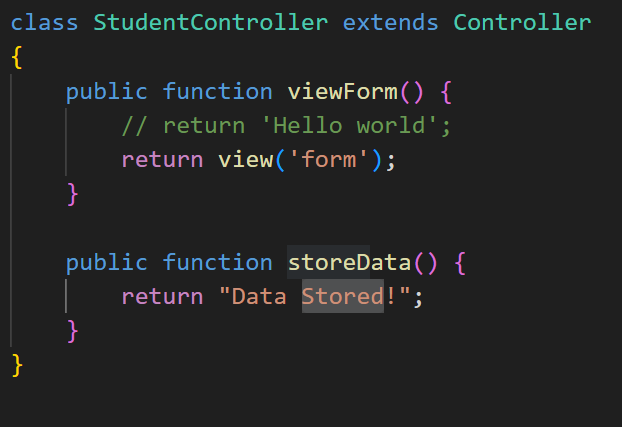 class StudentController extends Controller
{
    public function viewForm() {
        // return 'Hello world';
        return view('form');
    }

    public function storeData() {
        return "Data Stored!";
    }
}